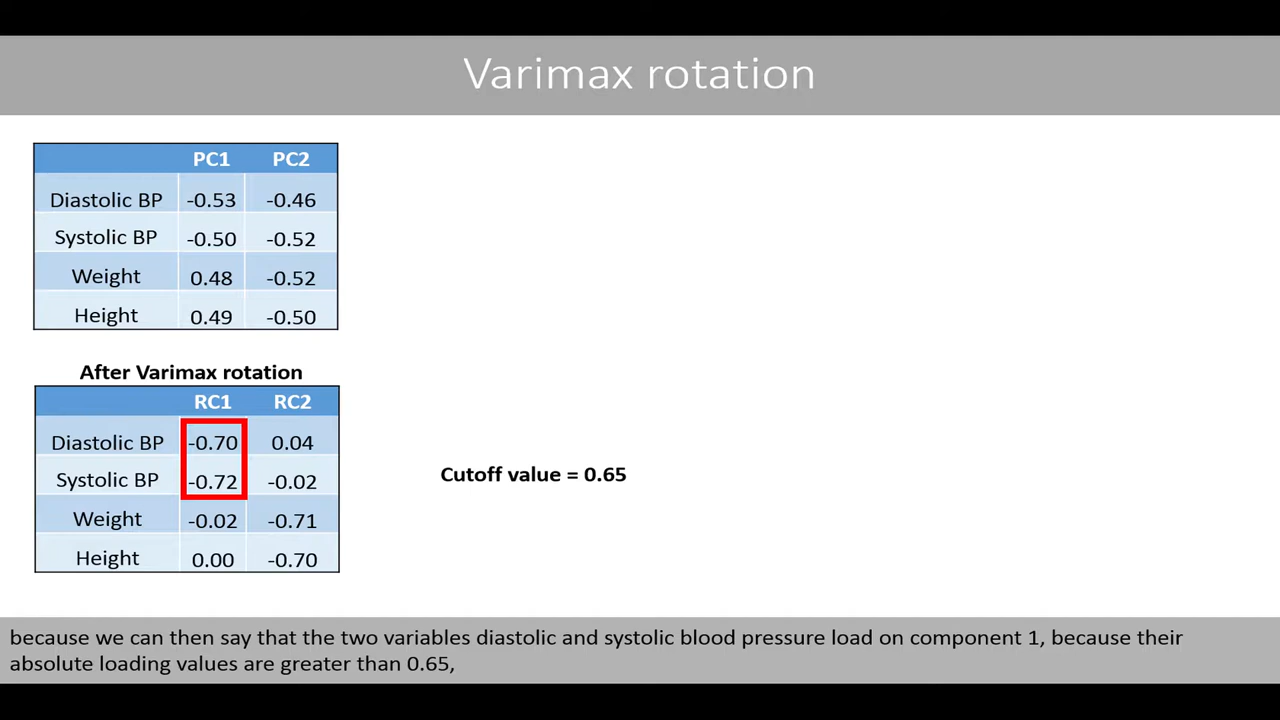 Varimax rotation
PC1 PC2
Diastolic BP -0.53 -0.46
Systolic BP -0.50 -0.52
Weight 0.48 -0.52
Height 0.49 -0.50
After Varimax rotation
RC1 RC2
Diastolic BP -0.70 0.04
Systolic BP -0.72 -0.02
Weight -0.02 -0.71
Height 0.00 -0.70
Cutoff value = 0.65
because we can then say that the two variables diastolic and systolic blood pressure load on component 1, because their
absolute loading values are greater than 0.65,